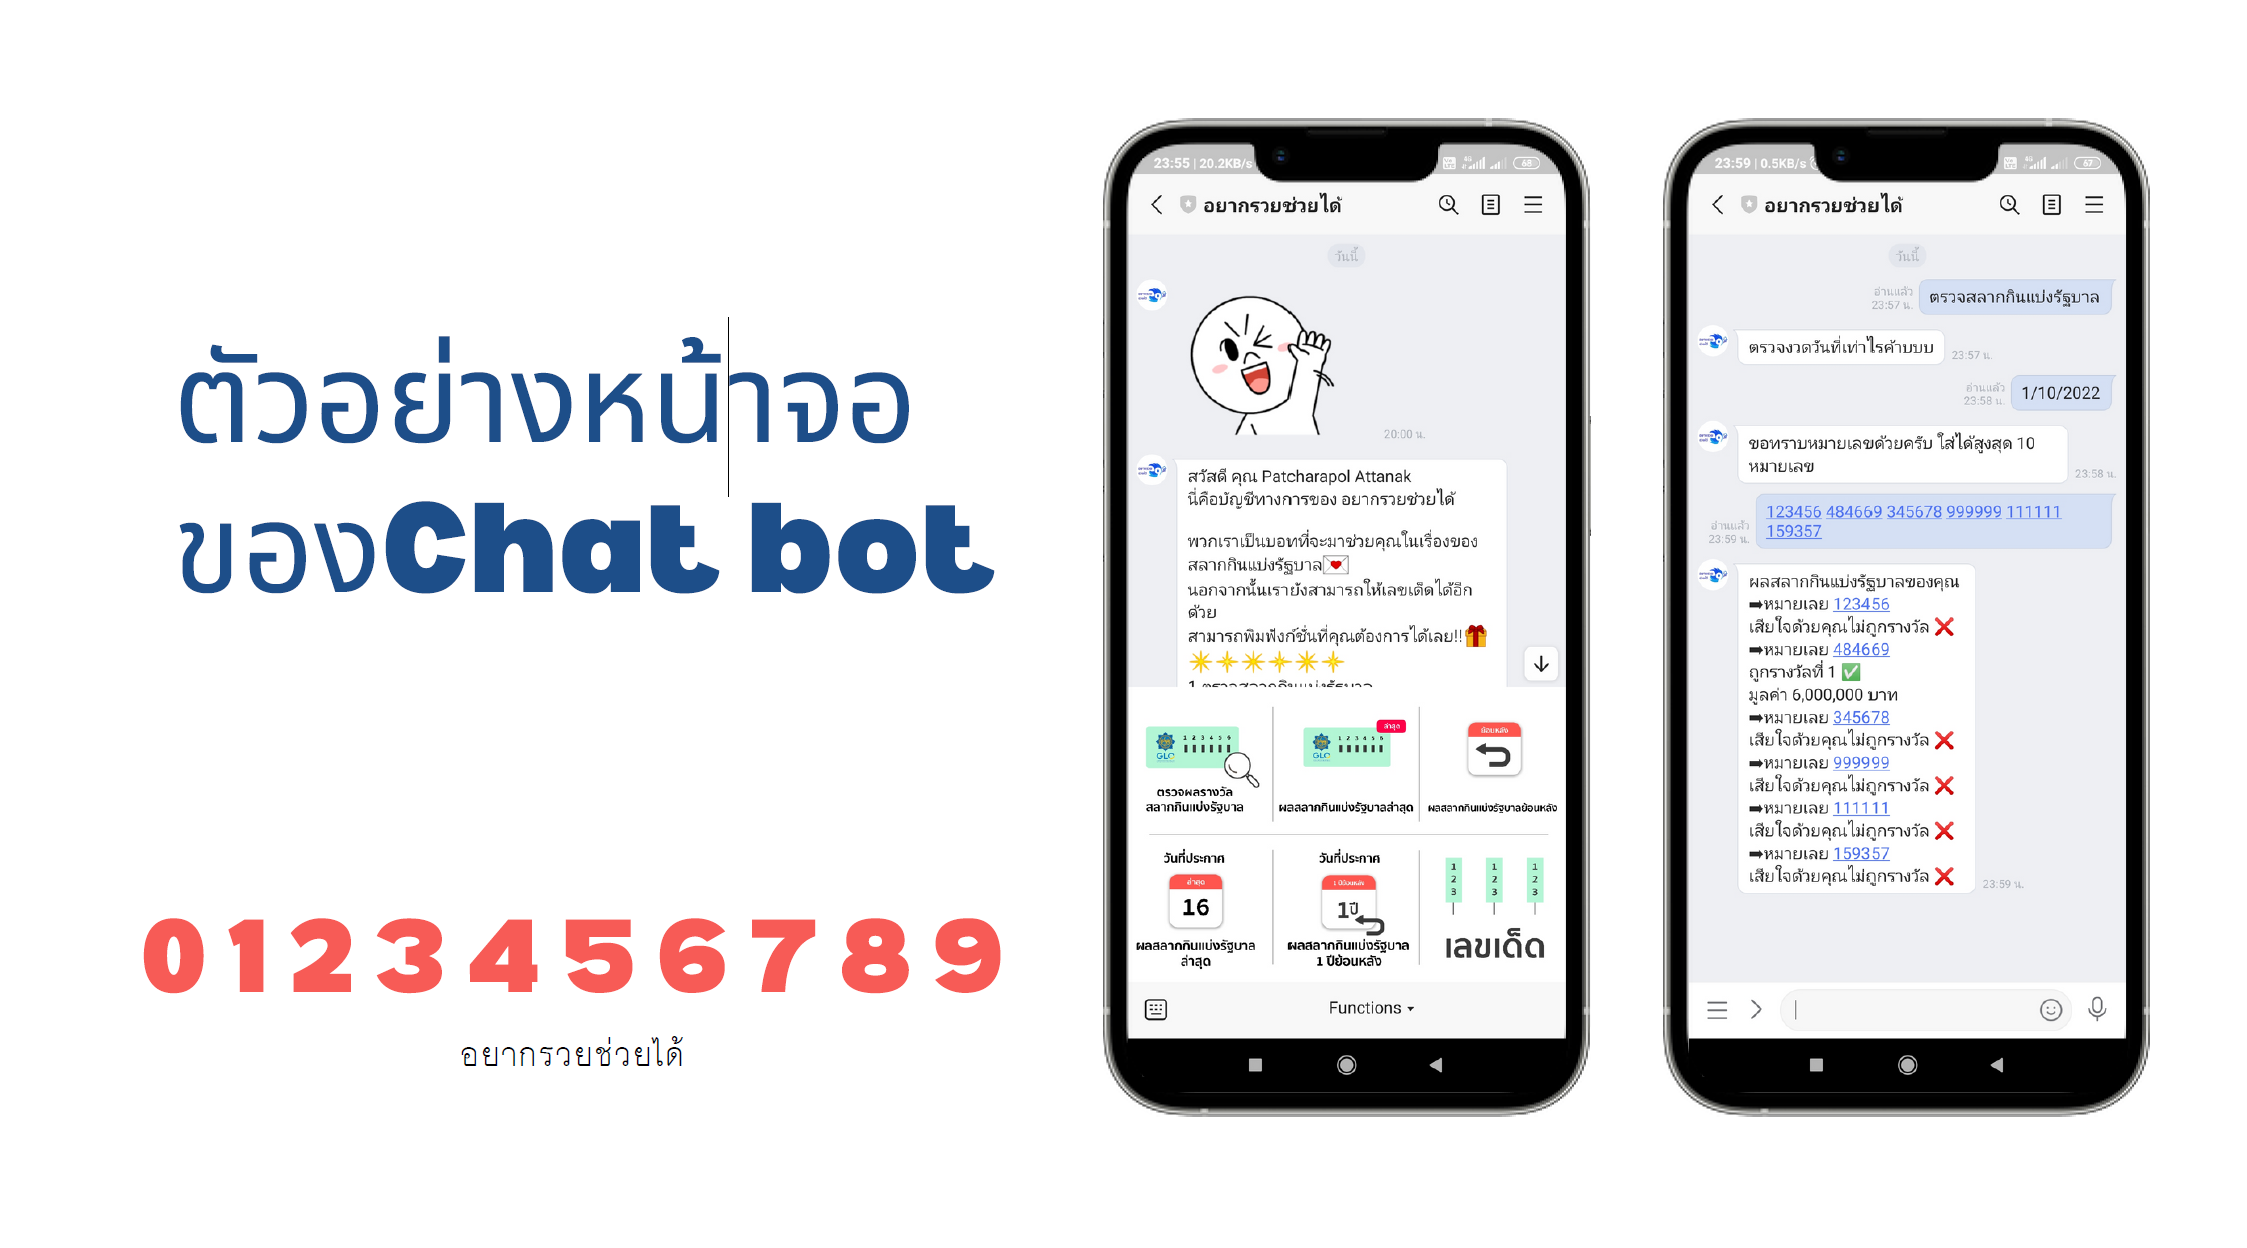 ตัวอย่างหน้าจอ
ของChat bot
0 1 2 3 4 5 6 7 8 9
อยากรวยช่วยได้
23:55 | 20.2KB/s
68
อยากรวยช่วยได้
วันนี้
20:00 น.
สวัสดี คุณ Patcharapol Attanak
นี่คือบัญชีทางการของ อยากรวยช่วยได้
พวกเราเป็นบอทที่จะมาช่วยคุณในเรื่องของ
สลากกินแบ่งรัฐบาล💌
นอกจากนั้นเรายังสามารถให้เลขเด็ดได้อีก
ด้วย
สามารถพิมพ์ฟังก์ชั่นที่คุณต้องการได้เลย!!🎁
1 ตรวจสลากกินแบ่งรัฐบาล
1 2 3 4 5 6
GLO
ตรวจผลรางวัล
สลากกินแบ่งรัฐบาล
ล่าสุด
1 2 3 4 5 6
GLO
ผลสลากกินแบ่งรัฐบาลล่าสุด
ย้อนหลัง
ผลสลากกินแบ่งรัฐบาลย้อนหลัง
วันที่ประกาศ
ล่าสุด
16
ผลสลากกินแบ่งรัฐบาล
ล่าสุด
วันที่ประกาศ
1 ปีย้อนหลัง
1ปี
ผลสลากกินแบ่งรัฐบาล
1 ปีย้อนหลัง
1 1 1
2 2 2
3 3 3
เลขเด็ด
Functions
23:59 | 0.5KB/s
67
อยากรวยช่วยได้
วันนี้
อ่านแล้ว
23:57 น.
ตรวจสลากกินแบ่งรัฐบาล
ตรวจงวดวันที่เท่าไรค้าบบบ
23:57 น.
อ่านแล้ว
23:58 น.
1/10/2022
ขอทราบหมายเลขด้วยครับ ใส่ได้สูงสุด 10
หมายเลข
23:58 น.
123456 484669 345678 999999 111111
159357
อ่านแล้ว
23:59 น.
ผลสลากกินแบ่งรัฐบาลของคุณ
➡หมายเลข 123456
เสียใจด้วยคุณไม่ถูกรางวัล ❌
➡หมายเลข 484669
ถูกรางวัลที่ 1 ✅
มูลค่า 6,000,000 บาท
➡หมายเลข 345678
เสียใจด้วยคุณไม่ถูกรางวัล ❌
➡หมายเลข 999999
เสียใจด้วยคุณไม่ถูกรางวัล ❌
➡หมายเลข 111111
เสียใจด้วยคุณไม่ถูกรางวัล ❌
➡หมายเลข 159357
เสียใจด้วยคุณไม่ถูกรางวัล ❌
23:59 น.